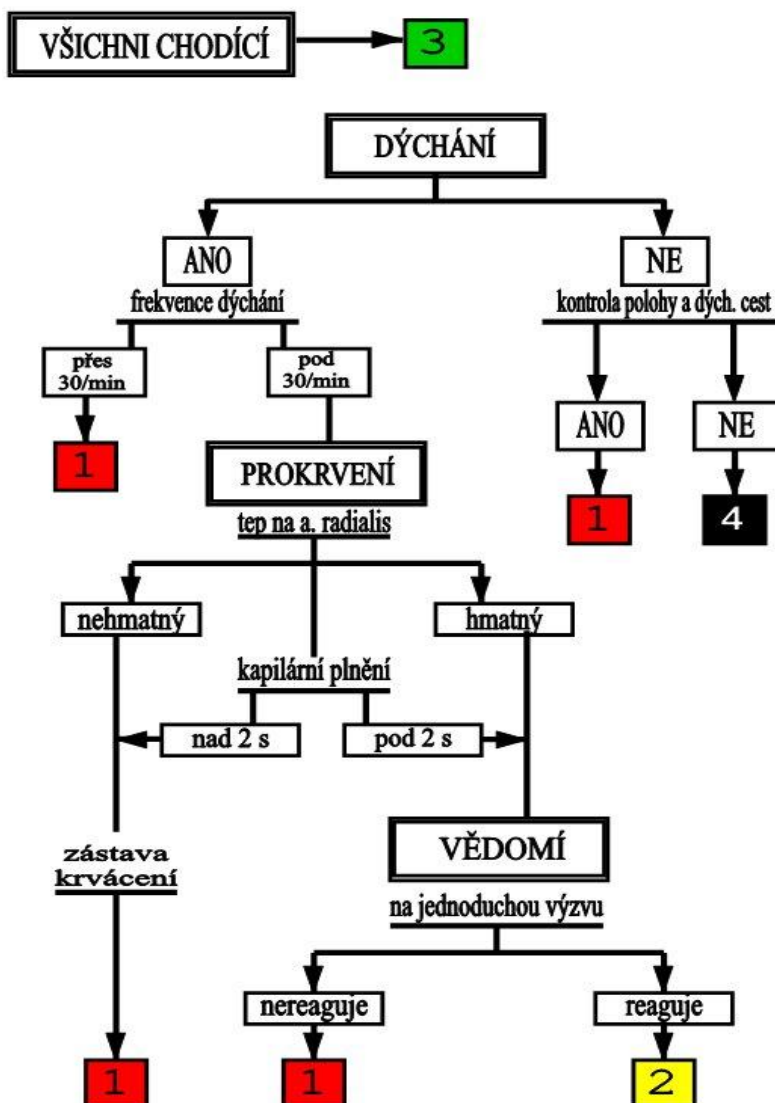 VŠICHNI CHODÍCÍ
3
DÝCHÁNÍ
ANO
NE
frekvence dýchání
kontrola polohy a dých. cest
přes
30/min
pod
30/min
ANO
NE
1
PROKRVENÍ
1
4
tep na a. radialis
nehmatný
hmatný
kapilární plnění
nad 2 s
pod 2 s
zástava
krvácení
VĚDOMÍ
na jednoduchou výzvu
nereaguje
reaguje
1
1
2